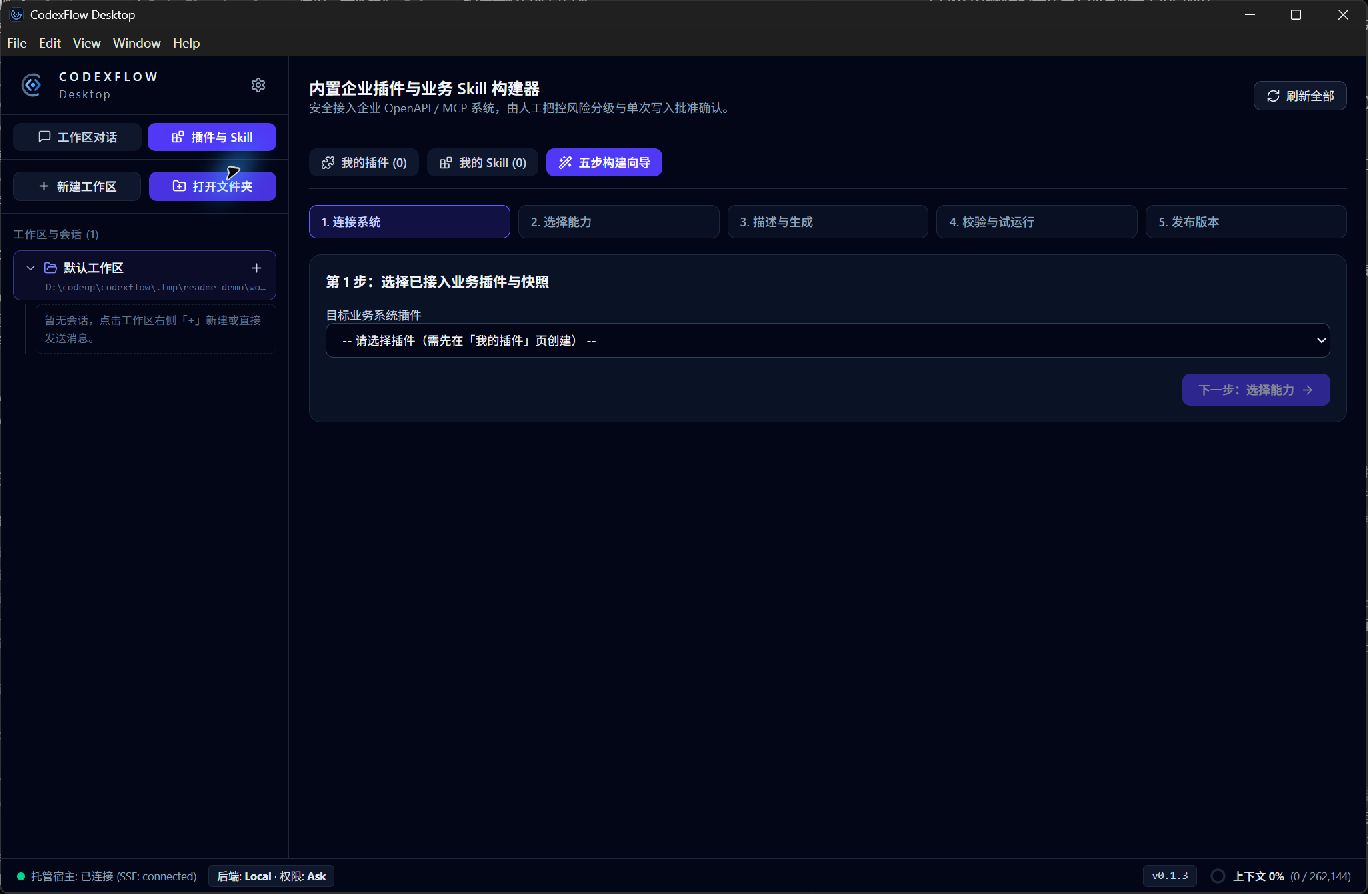 CodexFlow Desktop
File Edit View Window Help
CODEXFLOW
Desktop
工作区对话
插件与 Skill
新建工作区
打开文件夹
工作区与会话 (1)
默认工作区
D:\codeup\codexflow\.tmp\readme-demo\wo…
暂无会话，点击工作区右侧「+」新建或直接
发送消息。
内置企业插件与业务 Skill 构建器
安全接入企业 OpenAPI / MCP 系统，由人工把控风险分级与单次写入批准确认。
刷新全部
我的插件 (0)
我的 Skill (0)
五步构建向导
1. 连接系统
2. 选择能力
3. 描述与生成
4. 校验与试运行
5. 发布版本
第 1 步：选择已接入业务插件与快照
目标业务系统插件
-- 请选择插件（需先在「我的插件」页创建） --
下一步：选择能力 →
托管宿主: 已连接 (SSE: connected)
后端: Local · 权限: Ask
v0.1.3
上下文 0% (0 / 262,144)